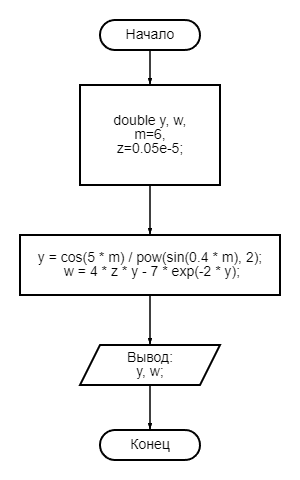 Начало
double y, w,
m=6,
z=0.05e-5;
y = cos(5 * m) / pow(sin(0.4 * m), 2);
w = 4 * z * y - 7 * exp(-2 * y);
Вывод:
y, w;
Конец